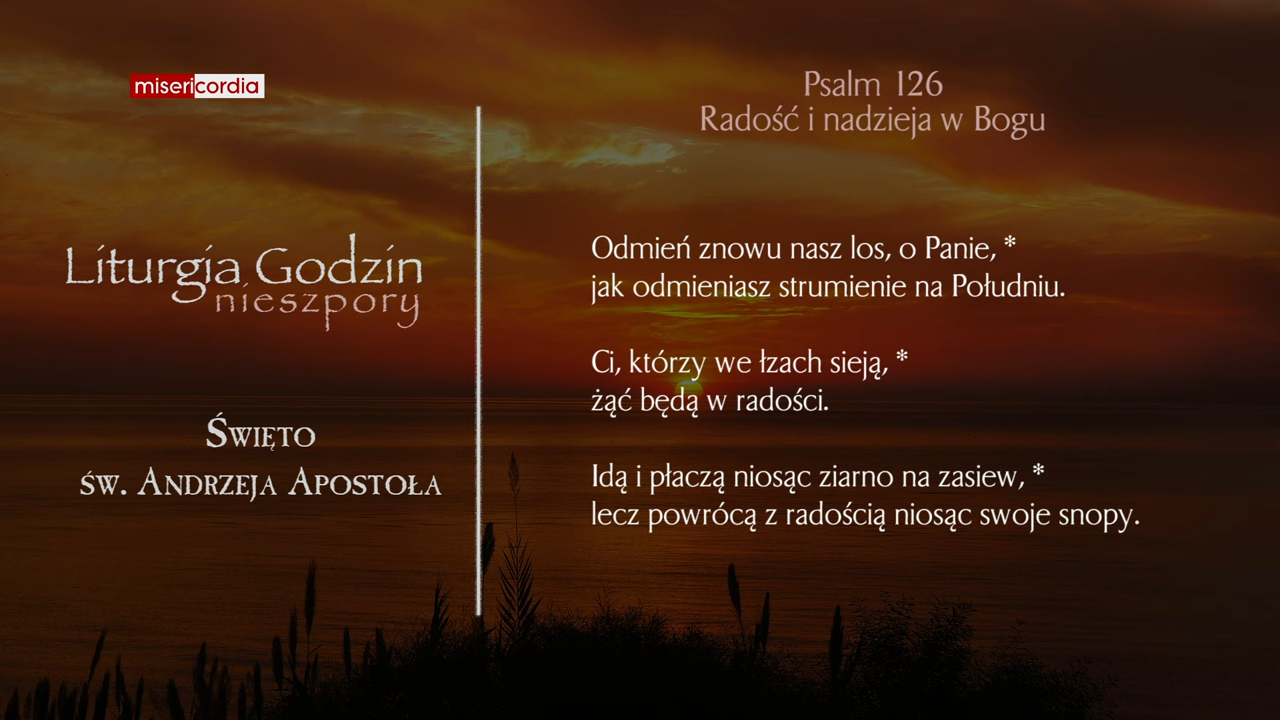 misericordia
Liturgia Godzin
nieszpory
Święto
św. Andrzeja Apostoła
Psalm 126
Radość i nadzieja w Bogu
Odmień znowu nasz los, o Panie, *
jak odmieniasz strumienie na Południu.
Ci, którzy we łzach sieją, *
żąć będą w radości.
Idą i płaczą niosąc ziarno na zasiew, *
lecz powrócą z radością niosąc swoje snopy.